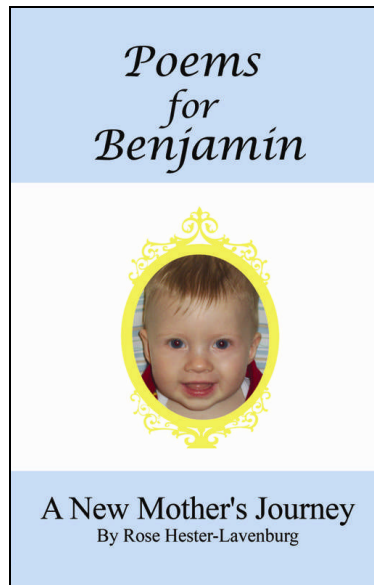 Poems
for
Benjamin
A New Mother's Journey
By Rose Hester-Lavenburg